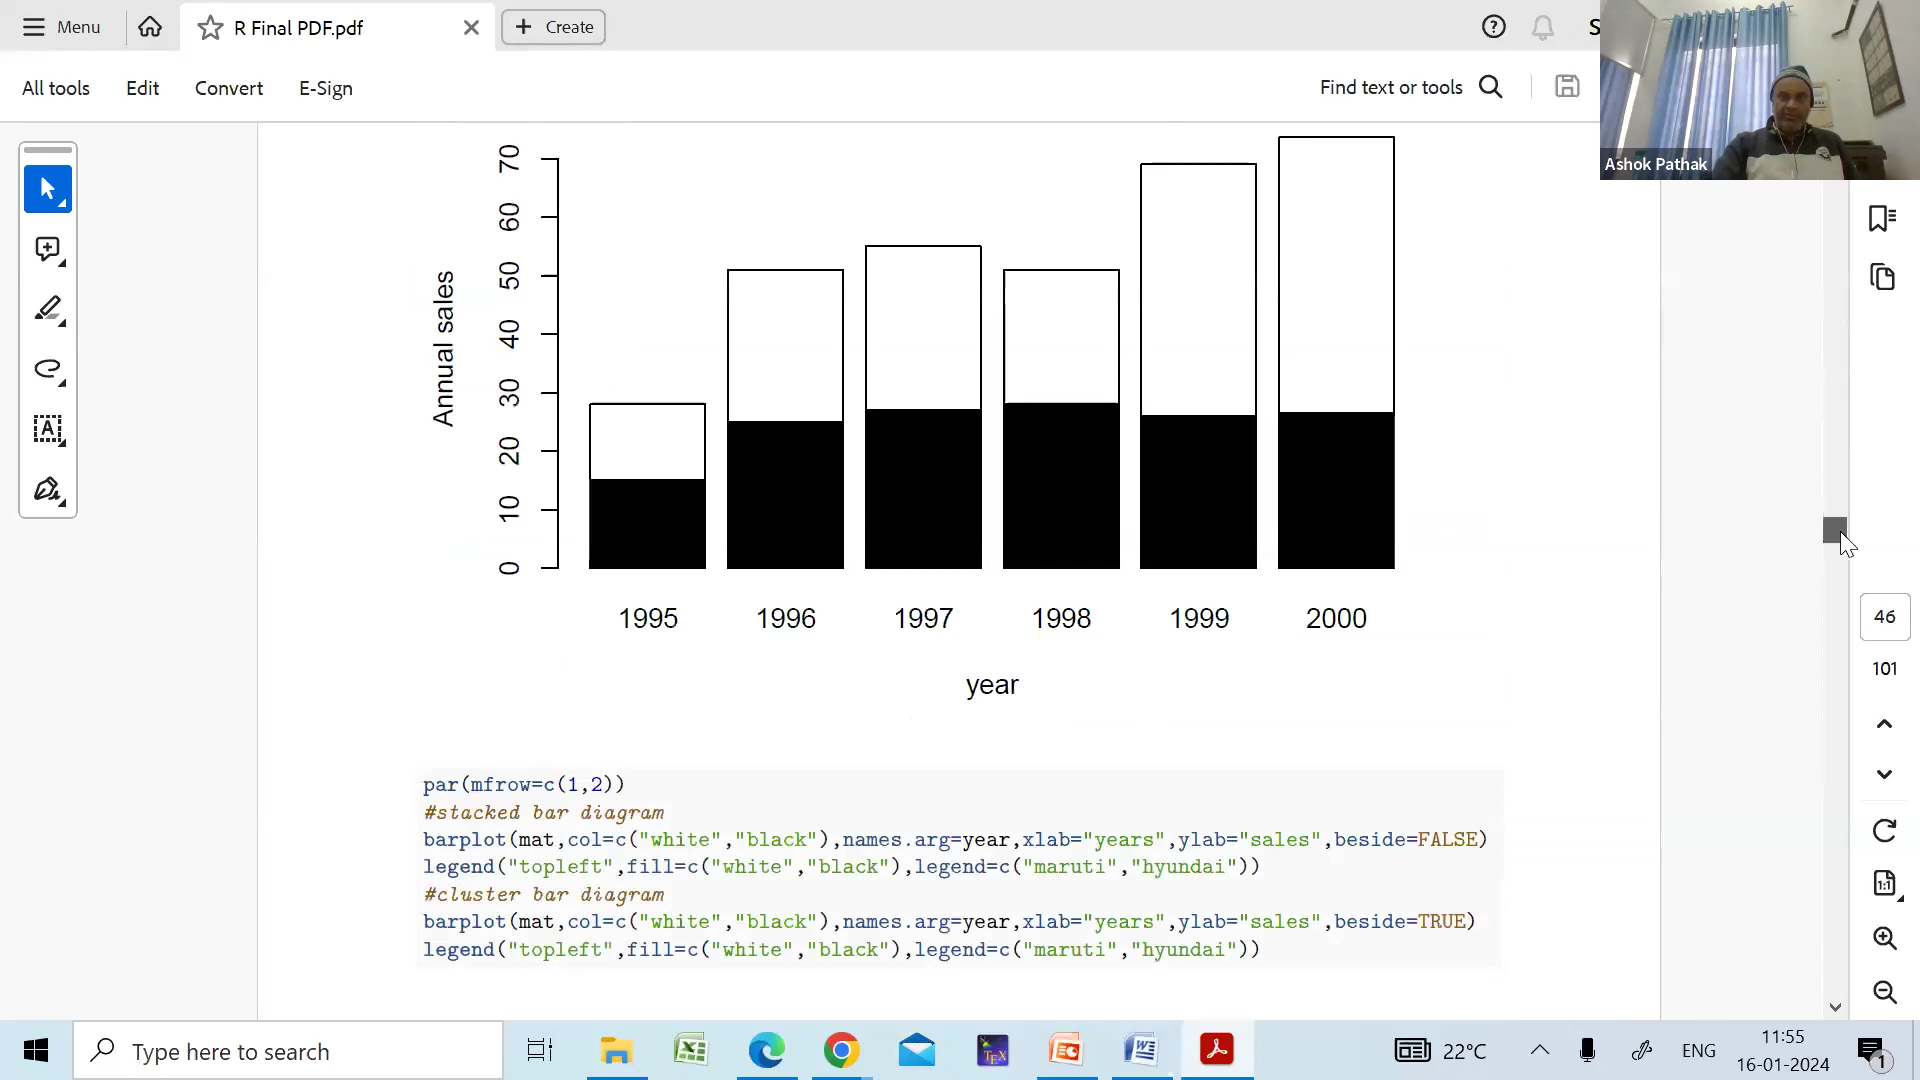 Menu
R Final PDF.pdf
Create
S
All tools
Edit
Convert
E-Sign
Find text or tools
Ashok Pathak
70
60
50
40
30
20
10
0
Annual sales
1995 1996 1997 1998 1999 2000
year
par(mfrow=c(1,2))
#stacked bar diagram
barplot(mat,col=c("white","black"),names.arg=year,xlab="years",ylab="sales",beside=FALSE)
legend("topleft",fill=c("white","black"),legend=c("maruti","hyundai"))
#cluster bar diagram
barplot(mat,col=c("white","black"),names.arg=year,xlab="years",ylab="sales",beside=TRUE)
legend("topleft",fill=c("white","black"),legend=c("maruti","hyundai"))
46
101
1:1
Type here to search
TEX
22°C
ENG
11:55
16-01-2024
1